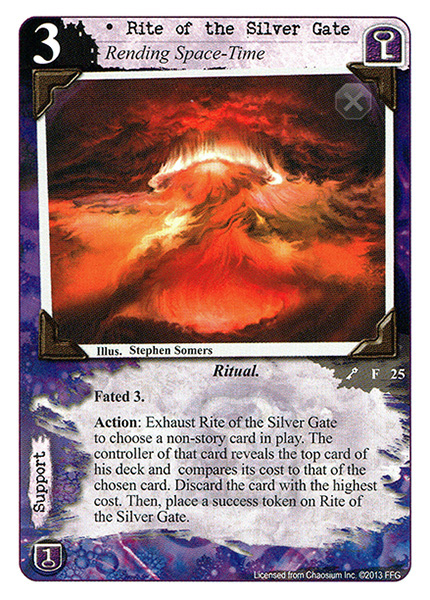 3
• Rite of the Silver Gate
Rending Space-Time
Illus. Stephen Somers
Ritual.
F 25
Fated 3.
Action: Exhaust Rite of the Silver Gate
to choose a non-story card in play. The
controller of that card reveals the top card of
his deck and compares its cost to that of the
chosen card. Discard the card with the highest
cost. Then, place a success token on Rite of
the Silver Gate.
Support
1
Licensed from Chaosium Inc. ©2013 FFG